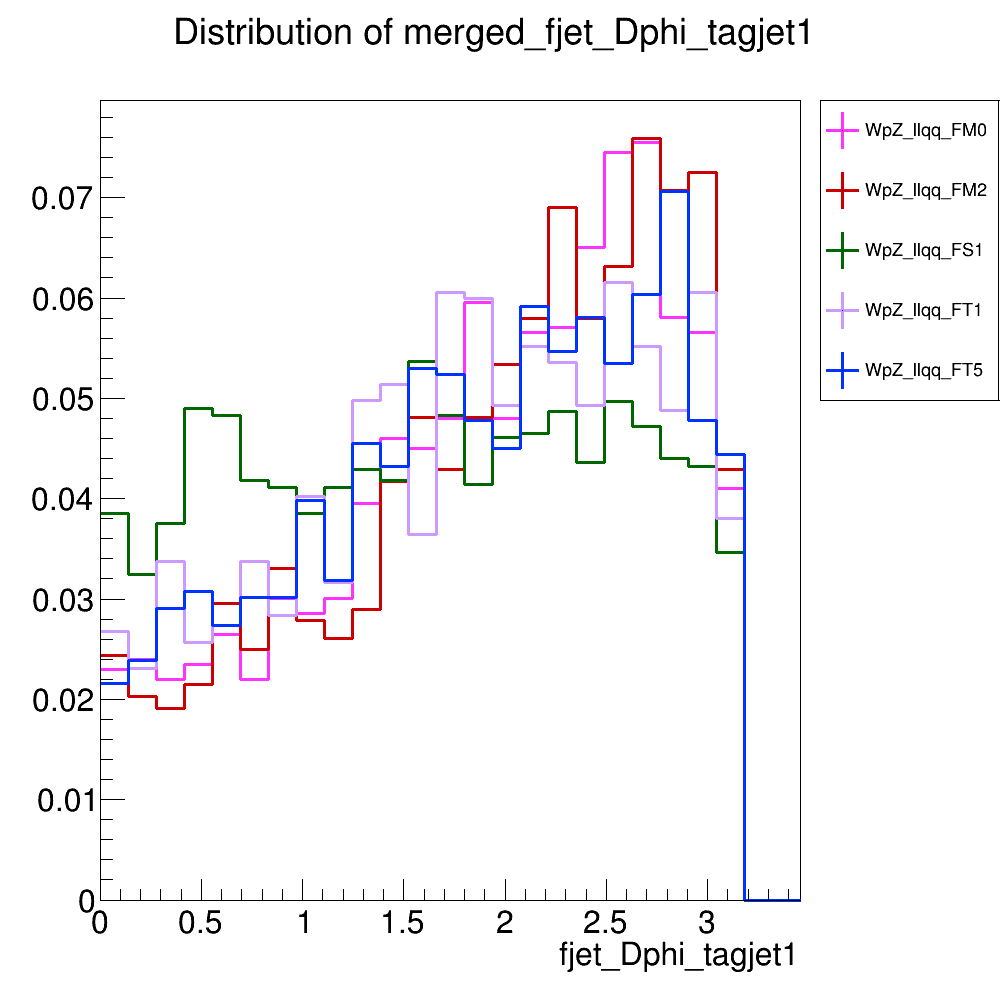 Distribution of merged_fjet_Dphi_tagjet1
WpZ_llqq_FM0
WpZ_llqq_FM2
WpZ_llqq_FS1
WpZ_llqq_FT1
WpZ_llqq_FT5
0.07
0.06
0.05
0.04
0.03
0.02
0.01
0
0 0.5 1 1.5 2 2.5 3
fjet_Dphi_tagjet1